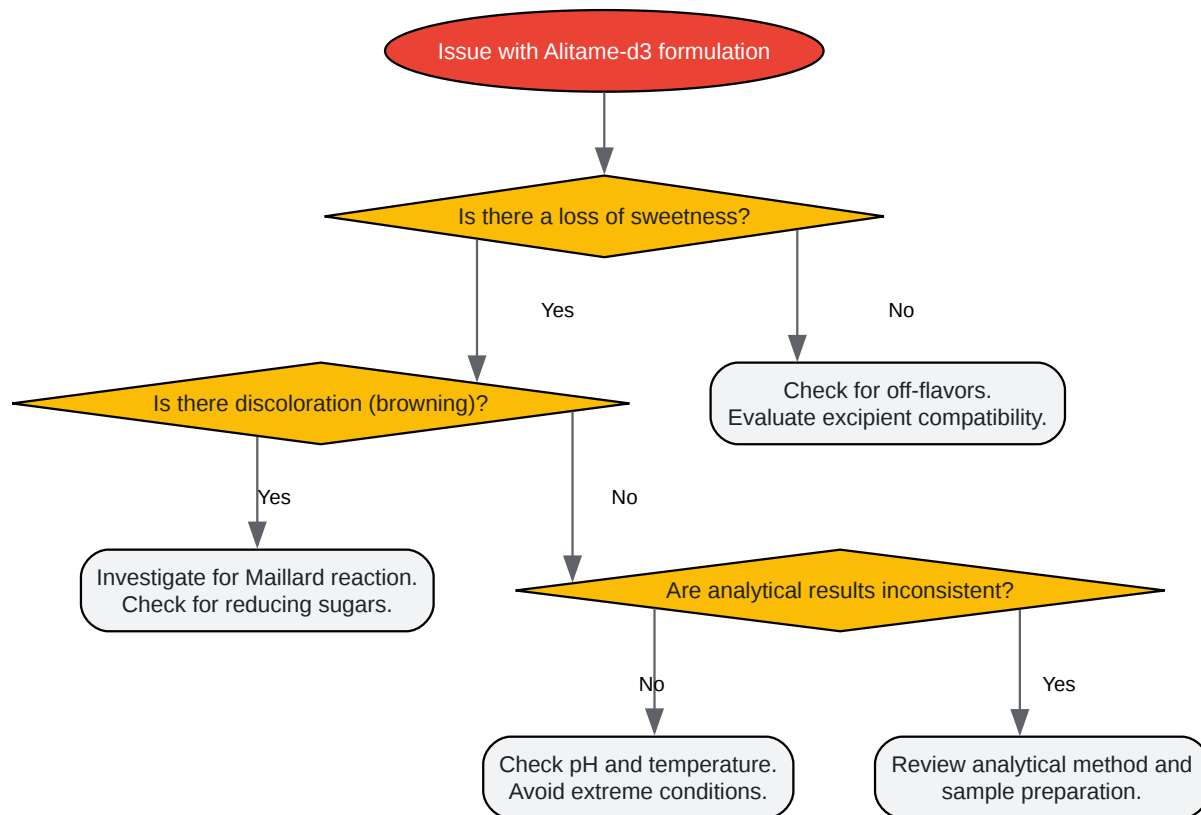 Issue with Alitame-d3 formulation
Is there a loss of sweetness?
Yes
No
Is there discoloration (browning)?
Check for off-flavors.
Evaluate excipient compatibility.
Yes
No
Investigate for Maillard reaction.
Check for reducing sugars.
Are analytical results inconsistent?
No
Yes
Check pH and temperature.
Avoid extreme conditions.
Review analytical method and
sample preparation.